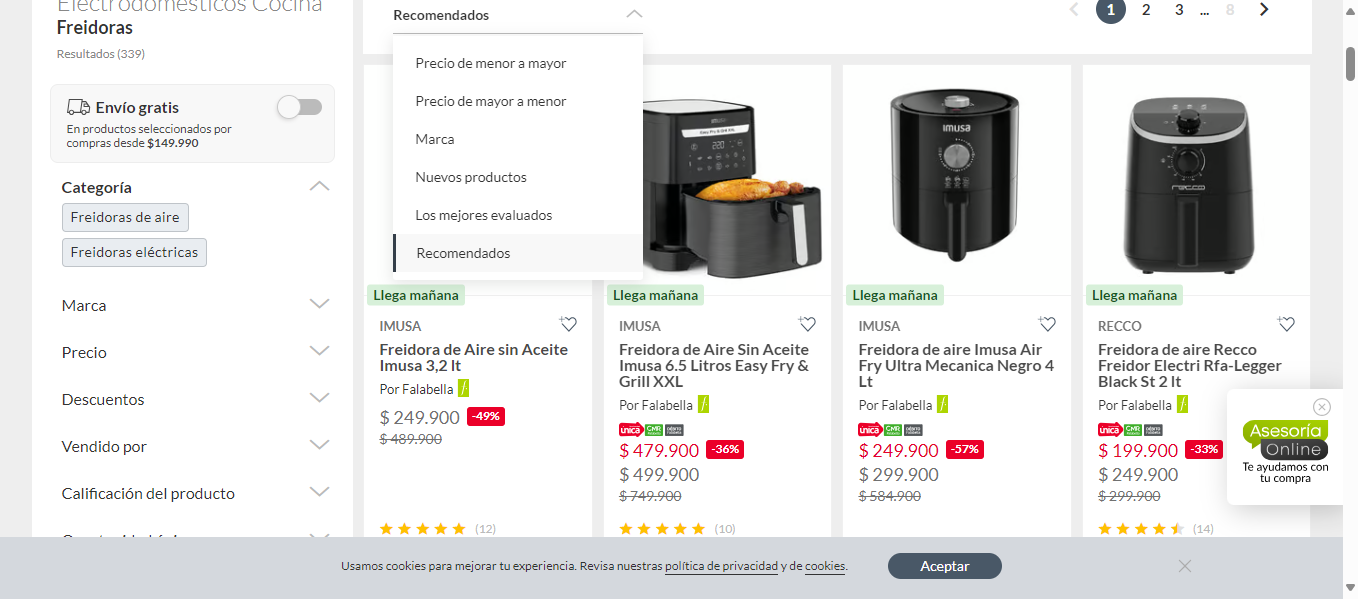 Electrodomésticos Cocina
Freidoras
Resultados (339)
Envío gratis
En productos seleccionados por
compras desde $149.990
Categoría
Freidoras de aire
Freidoras eléctricas
Marca
Precio
Descuentos
Vendido por
Calificación del producto
Recomendados
Precio de menor a mayor
Precio de mayor a menor
Marca
Nuevos productos
Los mejores evaluados
Recomendados
1 2 3 ... 8
Llega mañana
IMUSA
Freidora de Aire sin Aceite
Imusa 3,2 lt
Por Falabella
$ 249.900 -49%
$ 489.900
(12)
Llega mañana
IMUSA
Freidora de Aire Sin Aceite
Imusa 6.5 Litros Easy Fry &
Grill XXL
Por Falabella
única CMR
$ 479.900 -36%
$ 499.900
$ 749.900
(10)
IMUSA
Llega mañana
IMUSA
Freidora de aire Imusa Air
Fry Ultra Mecanica Negro 4
Lt
Por Falabella
única CMR
$ 249.900 -57%
$ 299.900
$ 584.900
recco
Llega mañana
RECCO
Freidora de aire Recco
Freidor Electri Rfa-Legger
Black St 2 lt
Por Falabella
única CMR
$ 199.900 -33%
$ 249.900
$ 299.900
(14)
Asesoría
Online
Te ayudamos con
tu compra
Usamos cookies para mejorar tu experiencia. Revisa nuestras política de privacidad y de cookies.
Aceptar